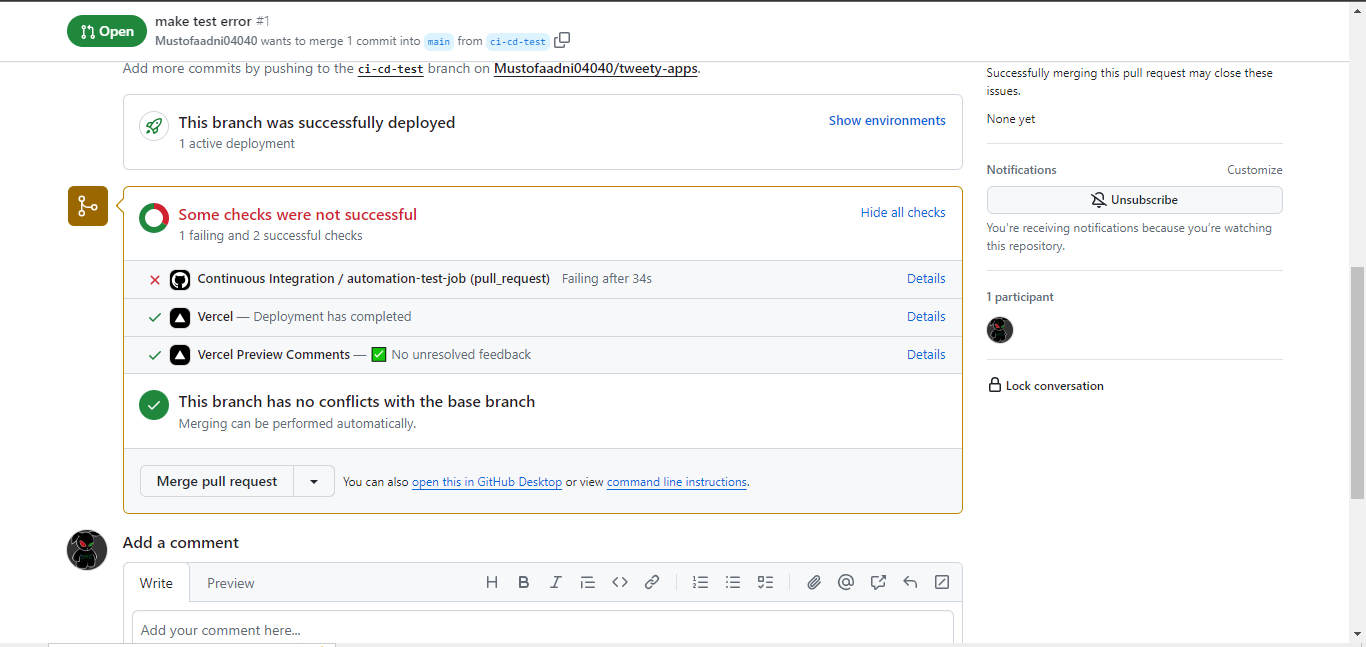 Open
make test error #1
Mustofaadni04040 wants to merge 1 commit into main from ci-cd-test
Add more commits by pushing to the ci-cd-test branch on Mustofaadni04040/tweety-apps.
This branch was successfully deployed
1 active deployment
Show environments
Some checks were not successful
1 failing and 2 successful checks
Hide all checks
Continuous Integration / automation-test-job (pull_request) Failing after 34s
Details
Vercel — Deployment has completed
Details
Vercel Preview Comments — ✅ No unresolved feedback
Details
This branch has no conflicts with the base branch
Merging can be performed automatically.
Merge pull request
You can also open this in GitHub Desktop or view command line instructions.
Add a comment
Write
Preview
Add your comment here...
Successfully merging this pull request may close these
issues.
None yet
Notifications
Customize
Unsubscribe
You're receiving notifications because you're watching
this repository.
1 participant
Lock conversation